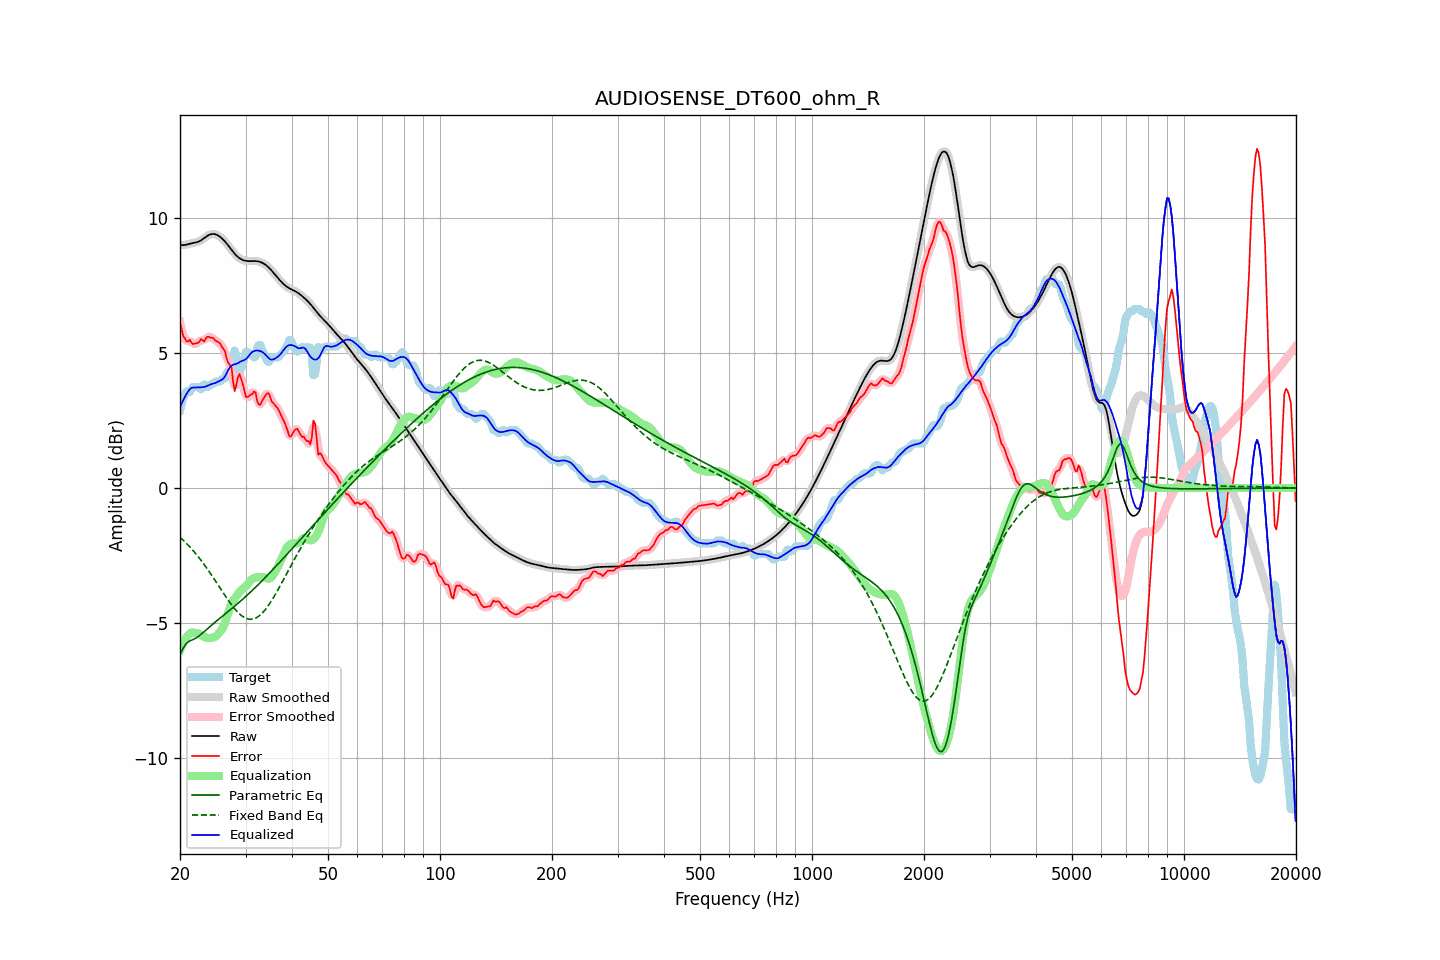 AUDIOSENSE_DT600_ohm_R
Amplitude (dBr)
10
5
0
−5
−10
Target
Raw Smoothed
Error Smoothed
Raw
Error
Equalization
Parametric Eq
Fixed Band Eq
Equalized
20 50 100 200 500 1000 2000 5000 10000 20000
Frequency (Hz)